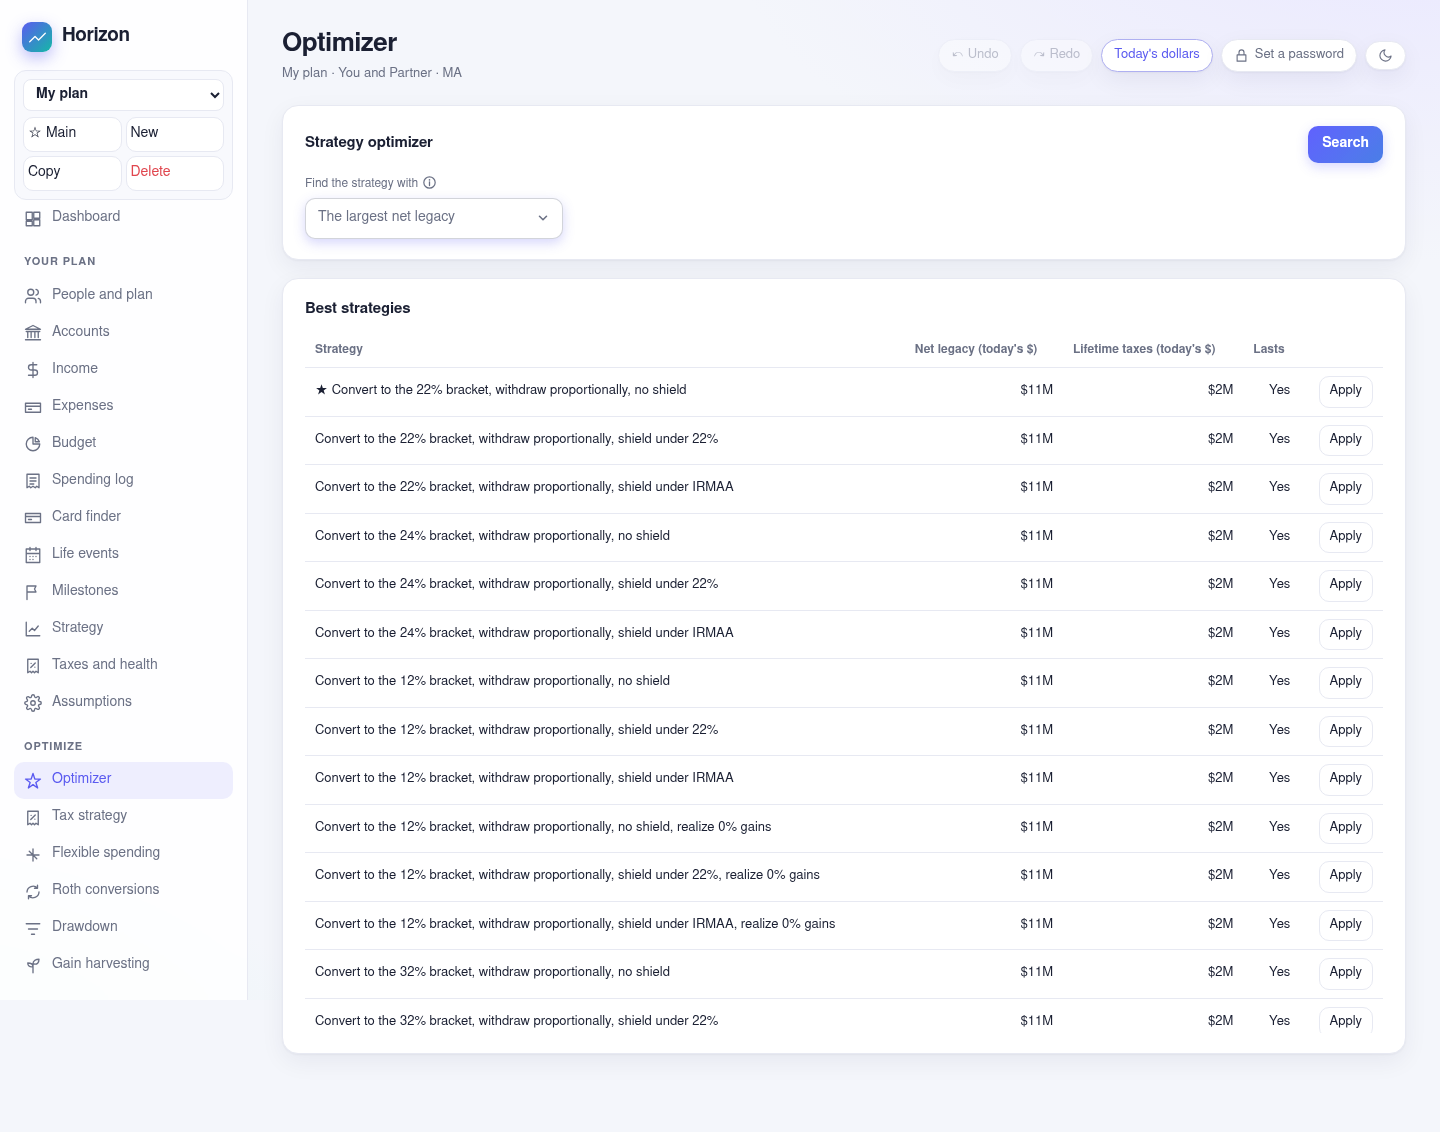 Horizon
My plan
☆ Main
New
Copy
Delete
Dashboard
YOUR PLAN
People and plan
Accounts
Income
Expenses
Budget
Spending log
Card finder
Life events
Milestones
Strategy
Taxes and health
Assumptions
OPTIMIZE
Optimizer
Tax strategy
Flexible spending
Roth conversions
Drawdown
Gain harvesting
Optimizer
My plan · You and Partner · MA
Undo
Redo
Today's dollars
Set a password
Strategy optimizer
Search
Find the strategy with
The largest net legacy
Best strategies
Strategy Net legacy (today's $) Lifetime taxes (today's $) Lasts
★ Convert to the 22% bracket, withdraw proportionally, no shield $11M $2M Yes Apply
Convert to the 22% bracket, withdraw proportionally, shield under 22% $11M $2M Yes Apply
Convert to the 22% bracket, withdraw proportionally, shield under IRMAA $11M $2M Yes Apply
Convert to the 24% bracket, withdraw proportionally, no shield $11M $2M Yes Apply
Convert to the 24% bracket, withdraw proportionally, shield under 22% $11M $2M Yes Apply
Convert to the 24% bracket, withdraw proportionally, shield under IRMAA $11M $2M Yes Apply
Convert to the 12% bracket, withdraw proportionally, no shield $11M $2M Yes Apply
Convert to the 12% bracket, withdraw proportionally, shield under 22% $11M $2M Yes Apply
Convert to the 12% bracket, withdraw proportionally, shield under IRMAA $11M $2M Yes Apply
Convert to the 12% bracket, withdraw proportionally, no shield, realize 0% gains $11M $2M Yes Apply
Convert to the 12% bracket, withdraw proportionally, shield under 22%, realize 0% gains $11M $2M Yes Apply
Convert to the 12% bracket, withdraw proportionally, shield under IRMAA, realize 0% gains $11M $2M Yes Apply
Convert to the 32% bracket, withdraw proportionally, no shield $11M $2M Yes Apply
Convert to the 32% bracket, withdraw proportionally, shield under 22% $11M $2M Yes Apply